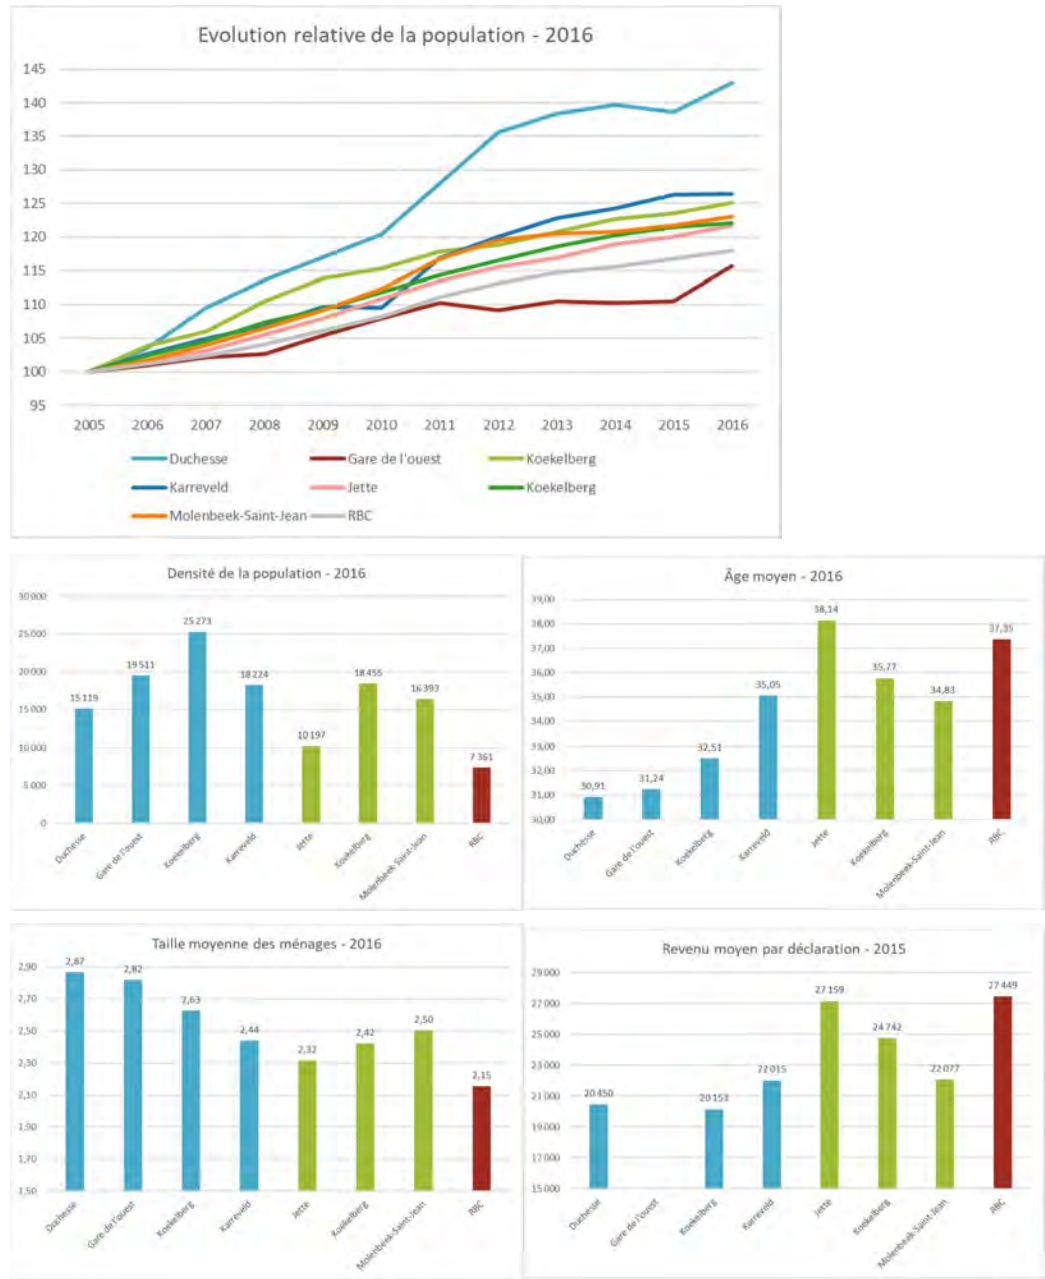 Evolution relative de la population - 2016
145
140
135
130
125
120
115
110
105
100
95
2005 2006 2007 2008 2009 2010 2011 2012 2013 2014 2015 2016
Duchesse Gare de l'ouest Koekelberg
Karreveld Jette Koekelberg
Molenbeek-Saint-Jean RBC
Densité de la population - 2016
30 000
25 000
20 000
15 000
10 000
5 000
0
15 119
19 511
25 273
18 224
10 197
18 455
16 393
7 361
Duchesse
Gare de l'ouest
Koekelberg
Karreveld
Jette
Koekelberg
Molenbeek-Saint-Jean
RBC
Âge moyen - 2016
39,00
38,00
37,00
36,00
35,00
34,00
33,00
32,00
31,00
30,00
30,91
31,24
32,51
35,05
38,14
35,77
34,83
37,35
Duchesse
Gare de l'ouest
Koekelberg
Karreveld
Jette
Koekelberg
Molenbeek-Saint-Jean
RBC
Taille moyenne des ménages - 2016
2,90
2,70
2,50
2,30
2,10
1,90
1,70
1,50
2,87
2,82
2,63
2,44
2,32
2,42
2,50
2,15
Duchesse
Gare de l'ouest
Koekelberg
Karreveld
Jette
Koekelberg
Molenbeek-Saint-Jean
RBC
Revenu moyen par déclaration - 2015
29 000
27 000
25 000
23 000
21 000
19 000
17 000
15 000
20 450
20 153
22 015
27 159
24 742
22 077
27 449
Duchesse
Gare de l'ouest
Koekelberg
Karreveld
Jette
Koekelberg
Molenbeek-Saint-Jean
RBC